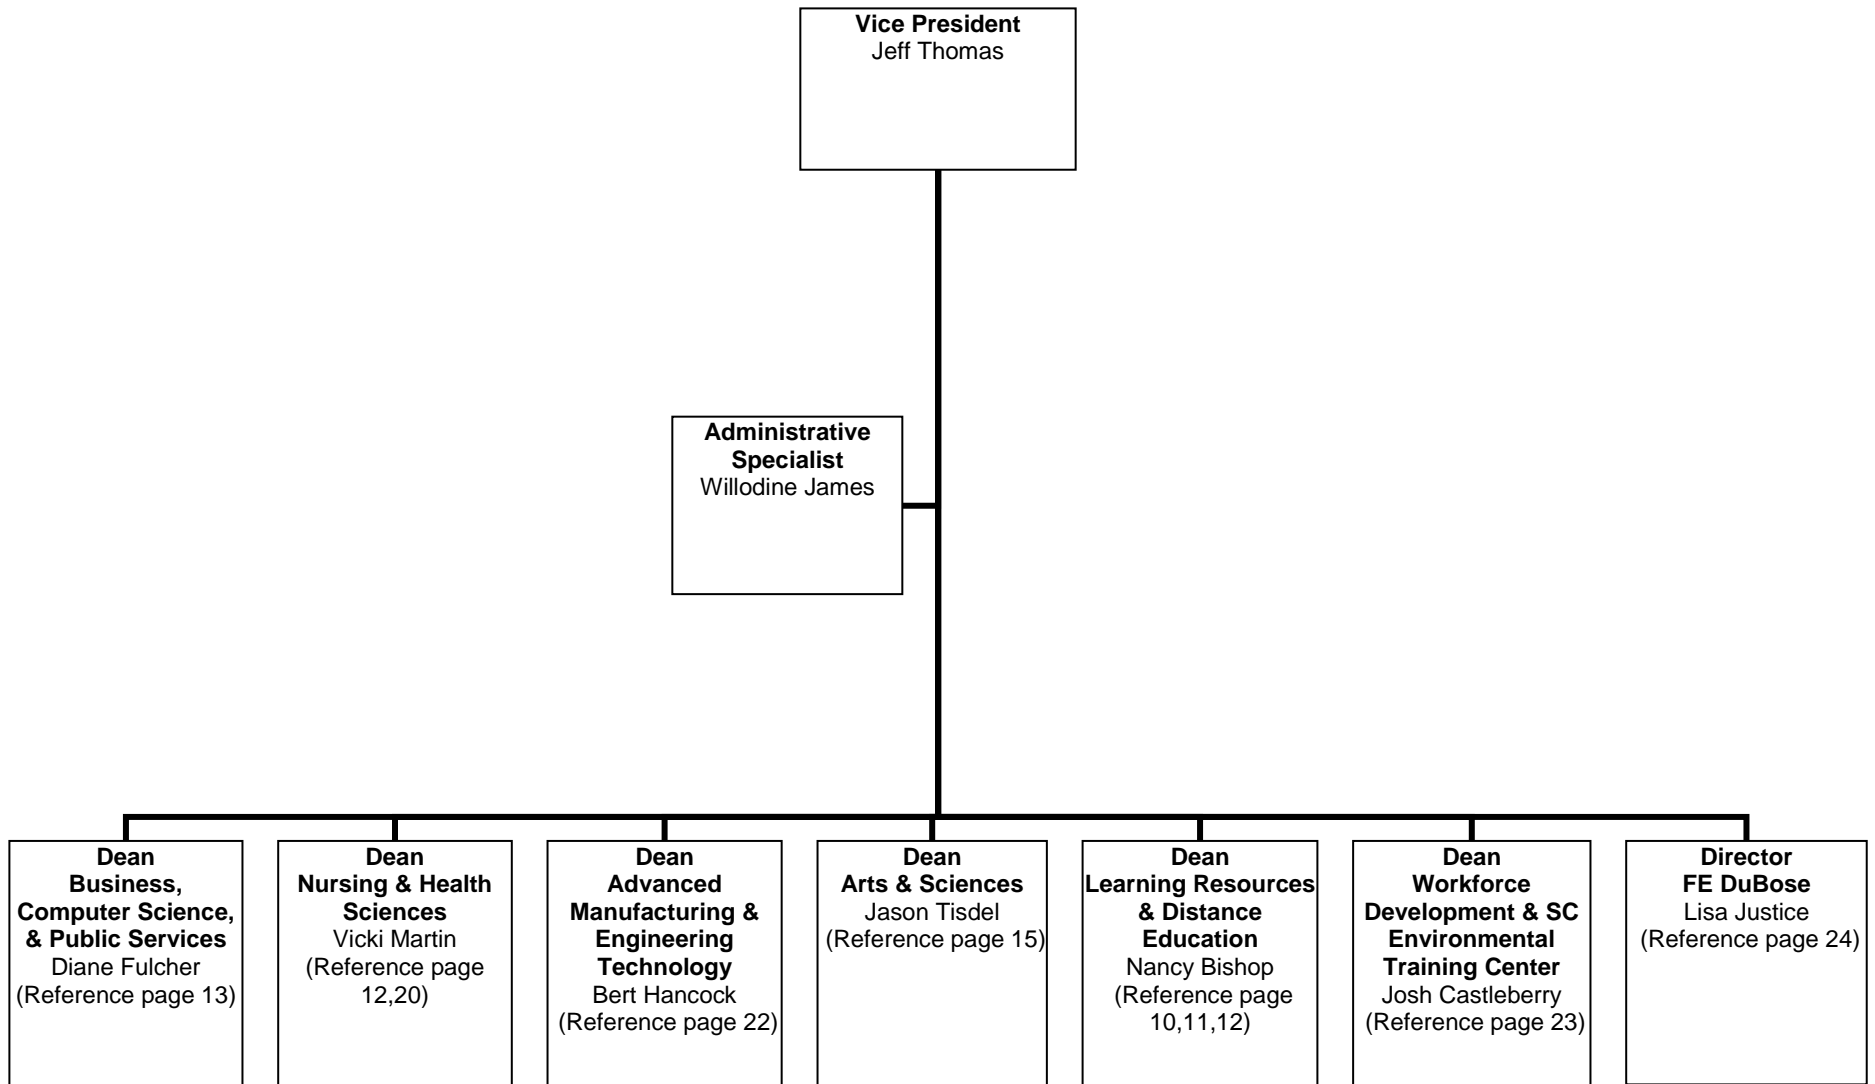 Vice President
Jeff Thomas
Administrative
Specialist
Willodine James
Dean
Business,
Computer Science,
& Public Services
Diane Fulcher
(Reference page 13)
Dean
Nursing & Health
Sciences
Vicki Martin
(Reference page
12,20)
Dean
Advanced
Manufacturing &
Engineering
Technology
Bert Hancock
(Reference page 22)
Dean
Arts & Sciences
Jason Tisdel
(Reference page 15)
Dean
Learning Resources
& Distance
Education
Nancy Bishop
(Reference page
10,11,12)
Dean
Workforce
Development & SC
Environmental
Training Center
Josh Castleberry
(Reference page 23)
Director
FE DuBose
Lisa Justice
(Reference page 24)